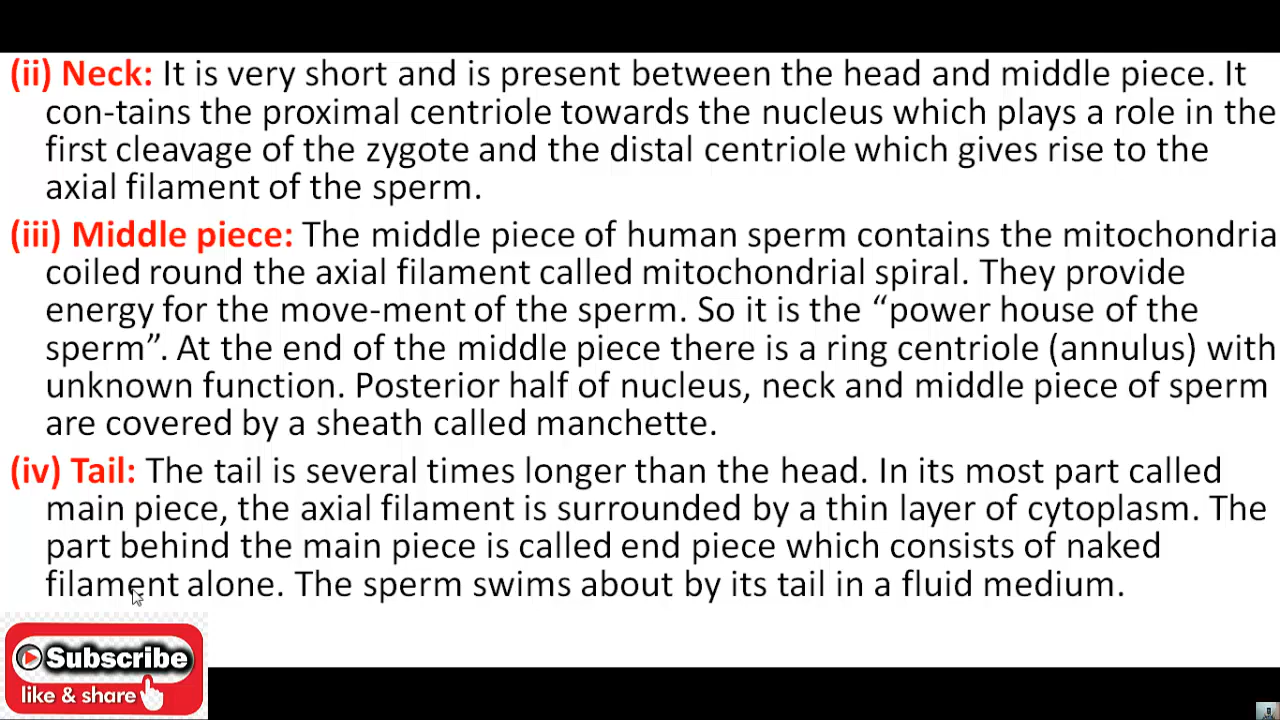 (ii) Neck: It is very short and is present between the head and middle piece. It
con-tains the proximal centriole towards the nucleus which plays a role in the
first cleavage of the zygote and the distal centriole which gives rise to the
axial filament of the sperm.
(iii) Middle piece: The middle piece of human sperm contains the mitochondria
coiled round the axial filament called mitochondrial spiral. They provide
energy for the move-ment of the sperm. So it is the “power house of the
sperm”. At the end of the middle piece there is a ring centriole (annulus) with
unknown function. Posterior half of nucleus, neck and middle piece of sperm
are covered by a sheath called manchette.
(iv) Tail: The tail is several times longer than the head. In its most part called
main piece, the axial filament is surrounded by a thin layer of cytoplasm. The
part behind the main piece is called end piece which consists of naked
filament alone. The sperm swims about by its tail in a fluid medium.
Subscribe
like & share